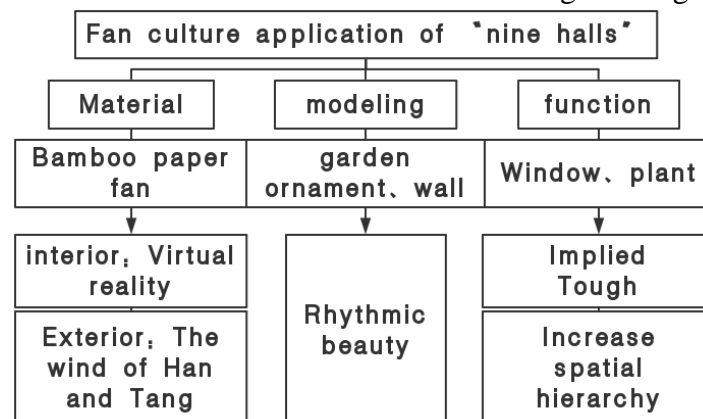 Fan culture application of “nine halls”
Material
modeling
function
Bamboo paper
fan
garden
ornament、wall
Window、plant
interior: Virtual
reality
Rhythmic
beauty
Implied
Tough
Exterior: The
wind of Han
and Tang
Increase
spatial
hierarchy